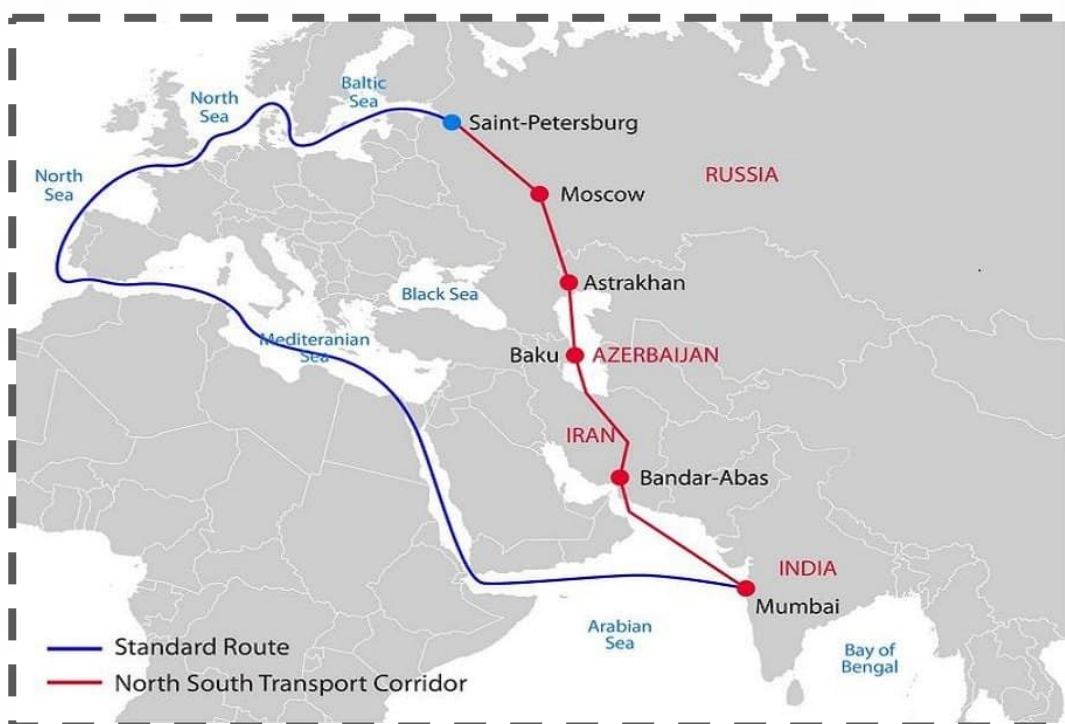 Baltic
Sea
North
Sea
Saint-Petersburg
North
Sea
RUSSIA
Moscow
Astrakhan
Black Sea
Mediteranian
Sea
Baku
AZERBAIJAN
IRAN
Bandar-Abas
INDIA
Mumbai
Arabian
Sea
Bay of
Bengal
Standard Route
North South Transport Corridor